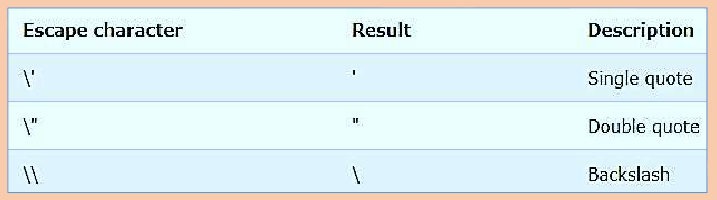 Escape character Result Description
\' ' Single quote
\" " Double quote
\\ \ Backslash